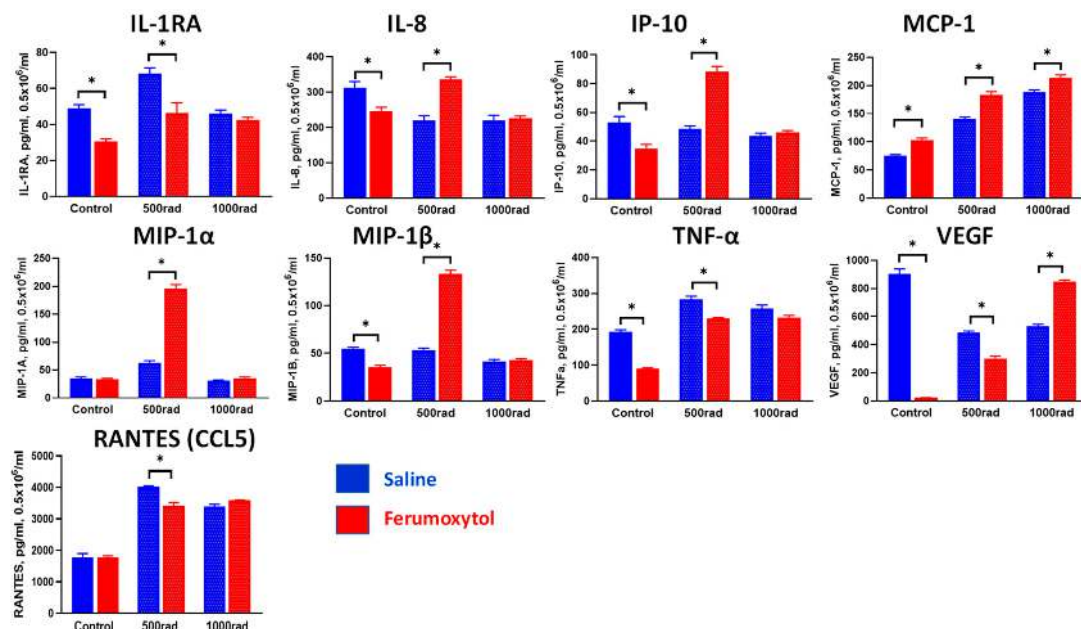 IL-1RA
IL-1RA, pg/ml, 0.5x10⁶/ml
80
60
40
20
0
*
*
Control
500rad
1000rad
IL-8
IL-8, pg/ml, 0.5x10⁶/ml
400
300
200
100
0
*
*
Control
500rad
1000rad
IP-10
IP-10, pg/ml, 0.5x10⁶/ml
100
80
60
40
20
0
*
*
Control
500rad
1000rad
MCP-1
MCP-1, pg/ml, 0.5x10⁶/ml
250
200
150
100
50
0
*
*
*
Control
500rad
1000rad
MIP-1α
MIP-1A, pg/ml, 0.5x10⁶/ml
250
200
150
100
50
0
*
Control
500rad
1000rad
MIP-1β
MIP-1B, pg/ml, 0.5x10⁶/ml
150
100
50
0
*
*
Control
500rad
1000rad
TNF-α
TNFa, pg/ml, 0.5x10⁶/ml
400
300
200
100
0
*
*
Control
500rad
1000rad
VEGF
VEGF, pg/ml, 0.5x10⁶/ml
1000
800
600
400
200
0
*
*
*
Control
500rad
1000rad
RANTES (CCL5)
RANTES, pg/ml, 0.5x10⁶/ml
5000
4000
3000
2000
1000
0
*
Control
500rad
1000rad
Saline
Ferumoxytol